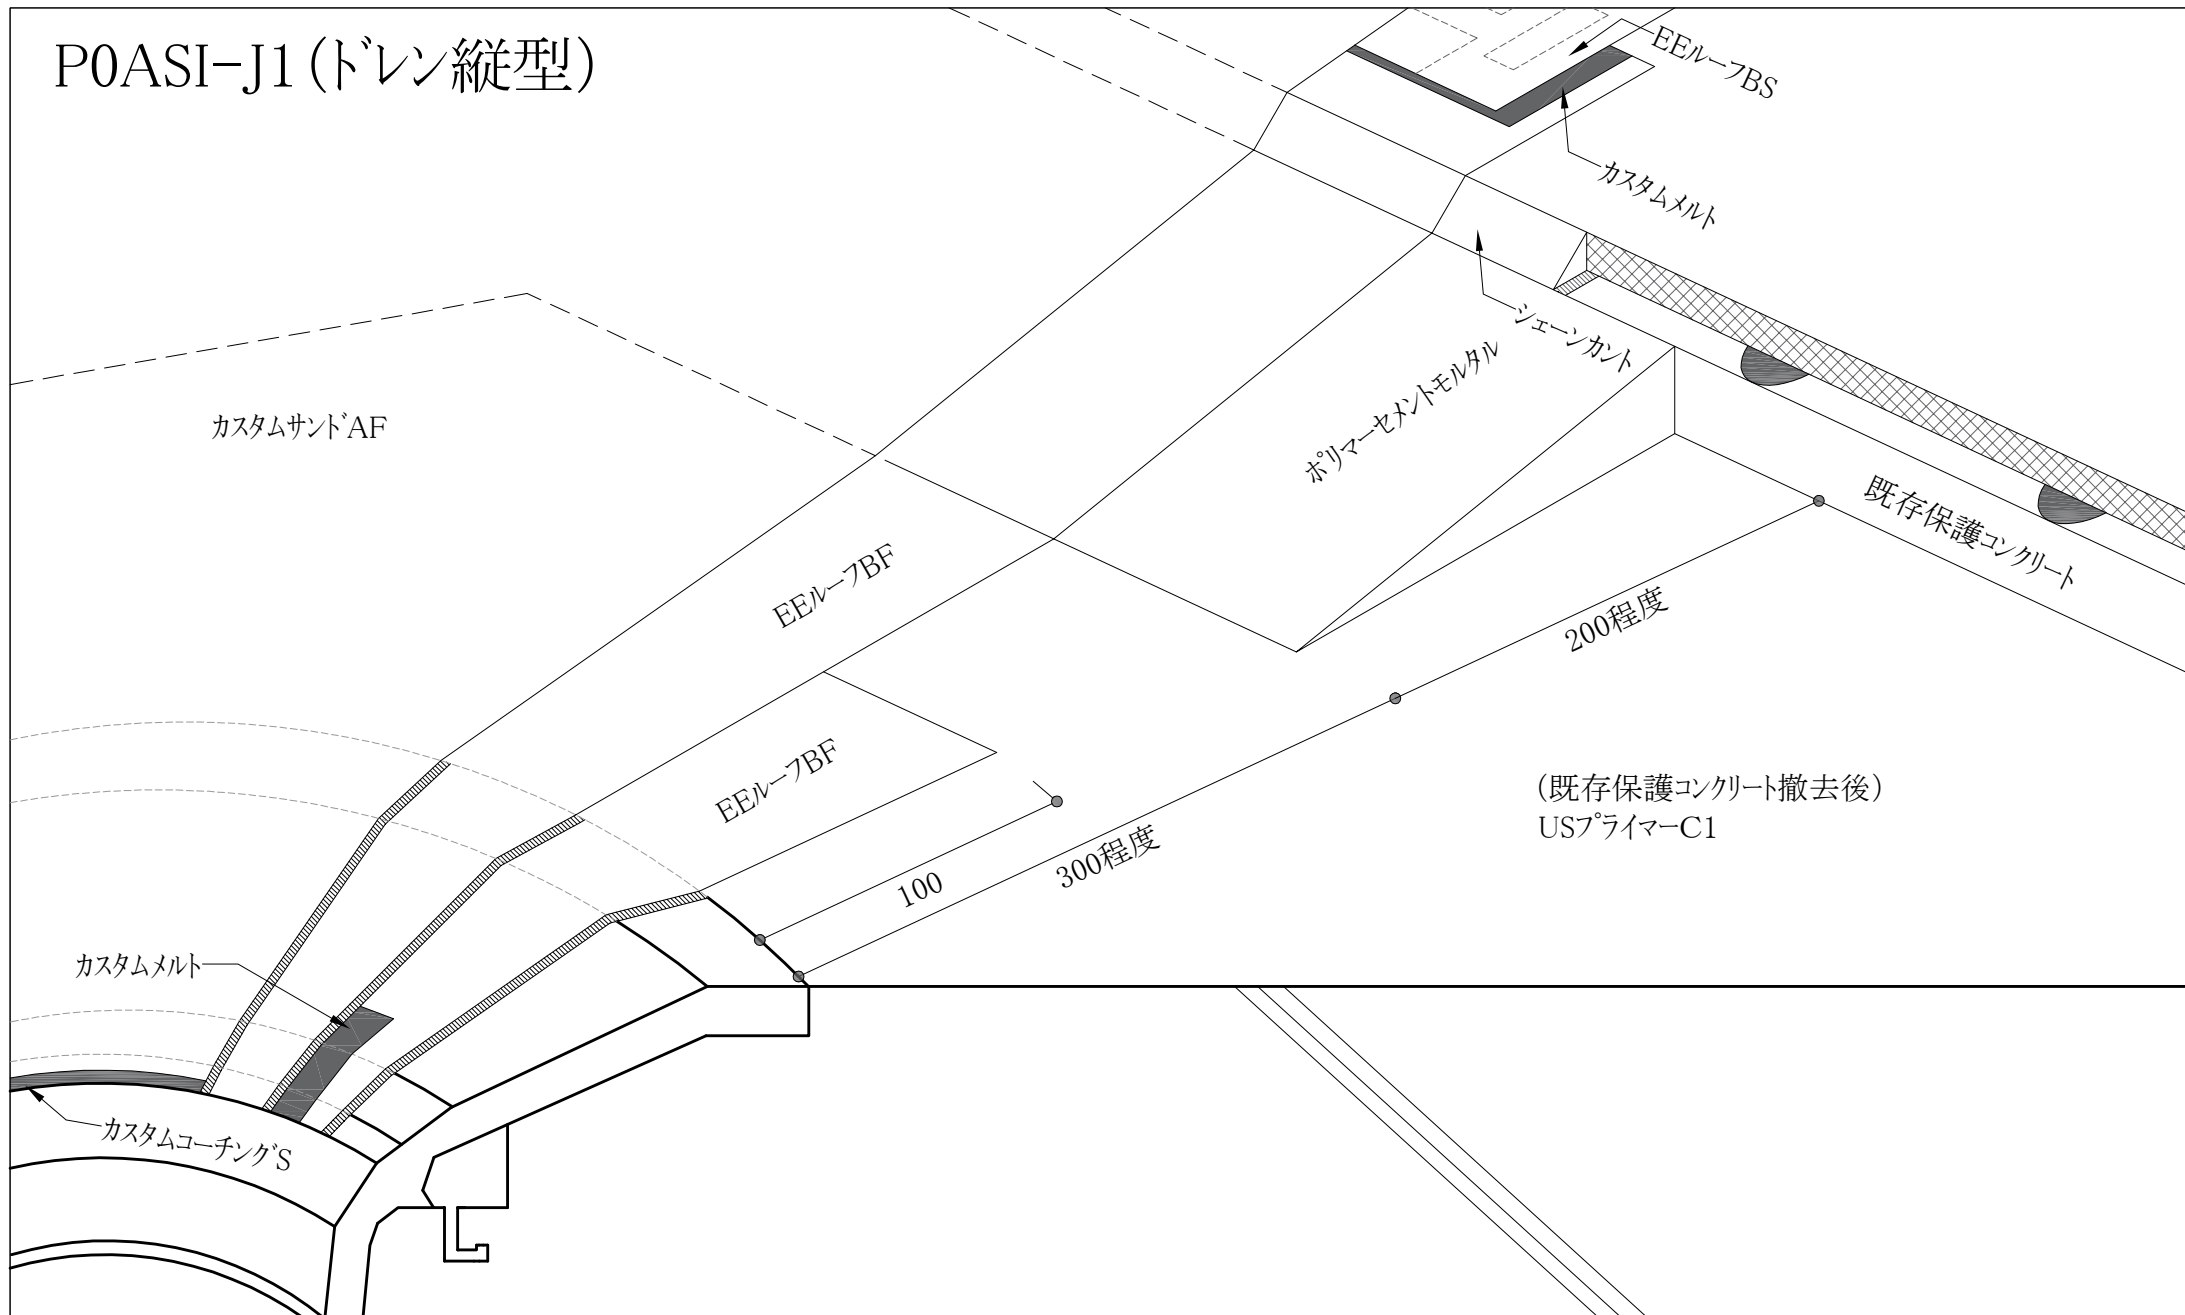 P0ASI-J1(ドレン縦型)
EEルーフBS
カスタムメルト
シェーンカント
ポリマーセメントモルタル
カスタムサンドAF
既存保護コンクリート
EEルーフBF
200程度
EEルーフBF
(既存保護コンクリート撤去後)
USプライマーC1
300程度
100
カスタムメルト
カスタムコーチングS